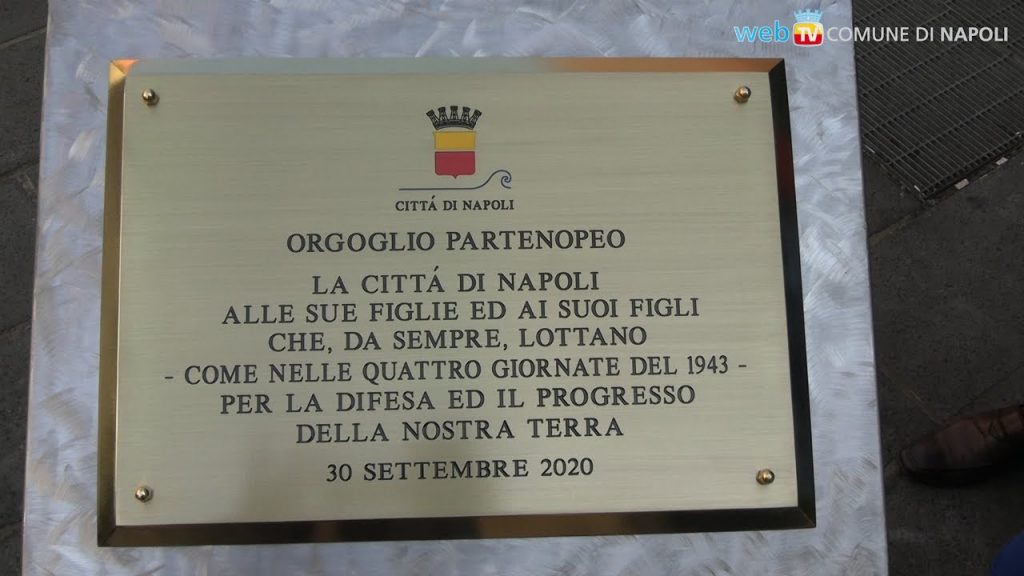 web TV COMUNE DI NAPOLI
CITTÁ DI NAPOLI
ORGOGLIO PARTENOPEO
LA CITTÁ DI NAPOLI
ALLE SUE FIGLIE ED AI SUOI FIGLI
CHE, DA SEMPRE, LOTTANO
- COME NELLE QUATTRO GIORNATE DEL 1943 -
PER LA DIFESA ED IL PROGRESSO
DELLA NOSTRA TERRA
30 SETTEMBRE 2020